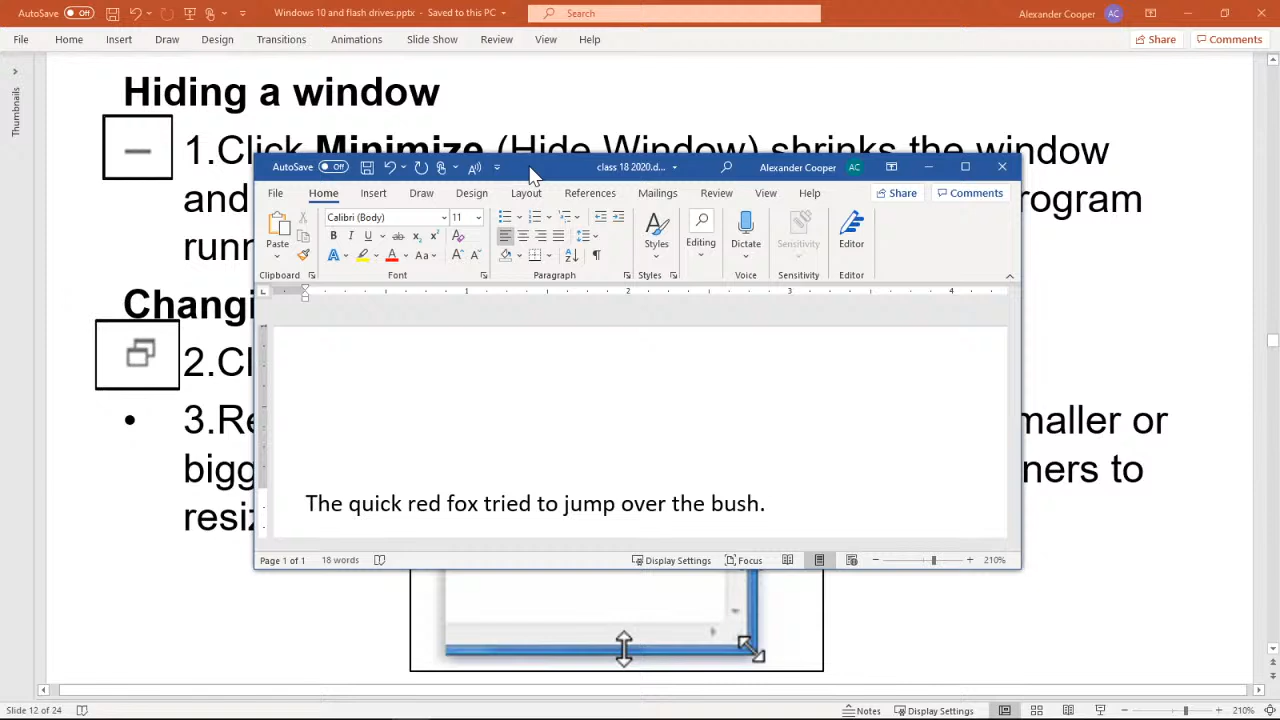 AutoSave Off Windows 10 and flash drives.pptx - Saved to this PC Search Alexander Cooper AC
File Home Insert Draw Design Transitions Animations Slide Show Review View Help Share Comments
Thumbnails
Hiding a window
1.Click Minimize (Hide Window) shrinks the window
and
rogram
runn
Changi
2.Cl
• 3.Re
maller or
bigg
ners to
resiz
AutoSave Off class 18 2020.d... Alexander Cooper AC
File Home Insert Draw Design Layout References Mailings Review View Help Share Comments
Calibri (Body) 11
Paste Styles Editing Dictate Sensitivity Editor
Clipboard Font Paragraph Styles Voice Sensitivity Editor
1 2 3 4
The quick red fox tried to jump over the bush.
Page 1 of 1 18 words Display Settings Focus 210%
Slide 12 of 24 Notes Display Settings 210%